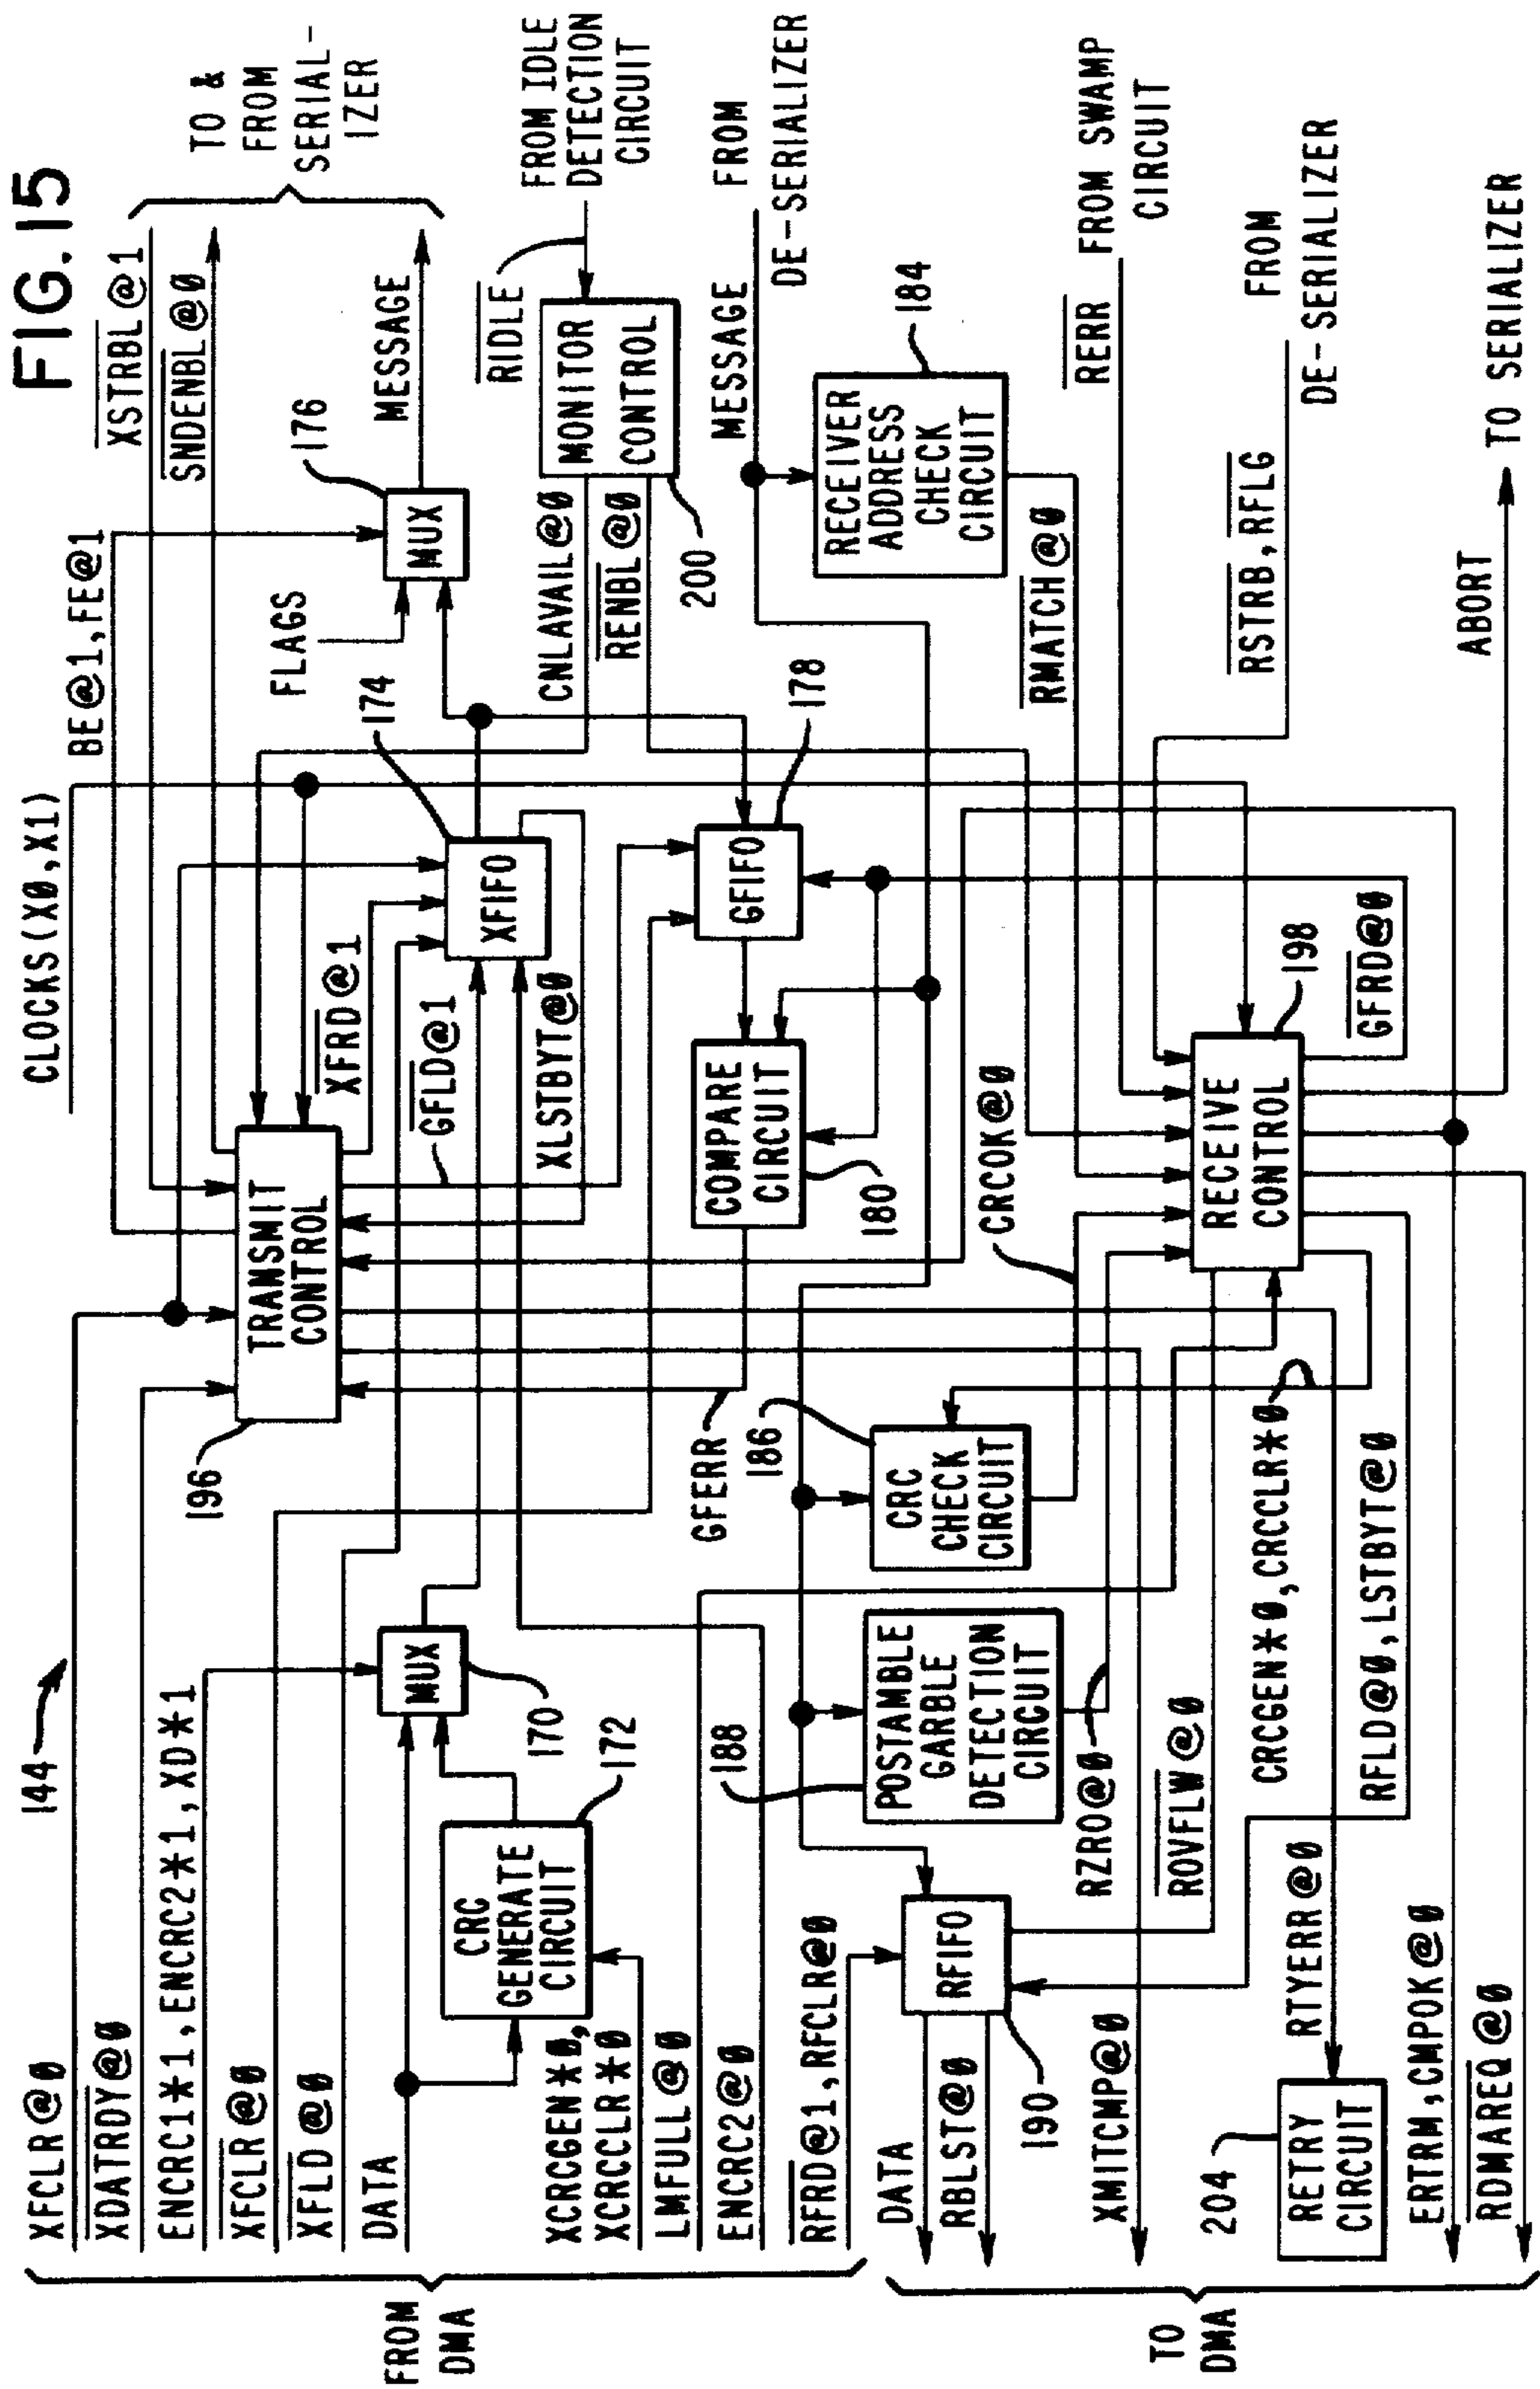 FIG.15
144
CLOCKS(X0,X1)
BE@1,FE@1
XSTRBL@1
SNDENBL@0
TO &
FROM
SERIAL-
IZER
XFCLR@0
XDATRDY@0
ENCRC1*1,ENCRC2*1,XD*1
XFCLR@0
XFLD@0
DATA
XCRCGEN*0,
XCRCCLR*0
LMFULL@0
ENCRC2@0
RFRD@1,RFCLR@0
FROM
DMA
196
TRANSMIT
CONTROL
XFRD@1
GFLD@1
174
XFIFO
XLSTBYT@0
FLAGS
176
MUX
MESSAGE
RIDLE
FROM IDLE
DETECTION
CIRCUIT
MONITOR
CONTROL
200
CNLAVAIL@0
RENBL@0
MUX
170
CRC
GENERATE
CIRCUIT
172
GFERR
COMPARE
CIRCUIT
180
GFIFO
178
MESSAGE
FROM
DE-SERIALIZER
RECEIVER
ADDRESS
CHECK
CIRCUIT
184
RMATCH@0
RERR
FROM SWAMP
CIRCUIT
RSTRB,RFLG
FROM
DE-SERIALIZER
188
POSTAMBLE
GARBLE
DETECTION
CIRCUIT
186
CRC
CHECK
CIRCUIT
CRCOK@0
RFIFO
190
RZRO@0
ROVFLW@0
RECEIVE
CONTROL
198
GFRD@0
CRCGEN*0,CRCCLR*0
RFLD@0,LSTBYT@0
DATA
RBLST@0
XMITCMP@0
204
RETRY
CIRCUIT
RTYERR@0
ERTRM,CMPOK@0
RDMAREQ@0
TO
DMA
ABORT
TO SERIALIZER